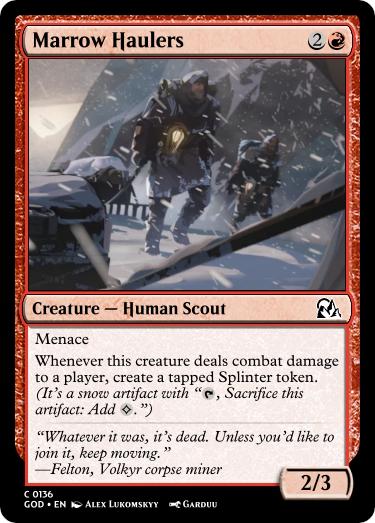 Marrow Haulers 2
Creature — Human Scout
Menace
Whenever this creature deals combat damage
to a player, create a tapped Splinter token.
(It's a snow artifact with “, Sacrifice this
artifact: Add .”)
“Whatever it was, it's dead. Unless you'd like to
join it, keep moving.”
—Felton, Volkyr corpse miner
2/3
C 0136
GOD • EN Alex Lukomskyy Garduu